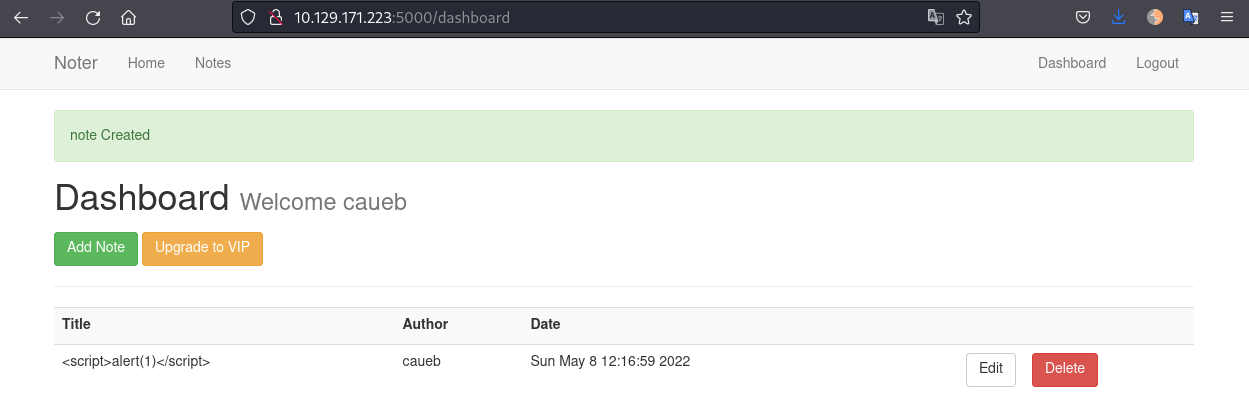 10.129.171.223:5000/dashboard
Noter Home Notes Dashboard Logout
note Created
Dashboard Welcome caueb
Add Note Upgrade to VIP
Title Author Date
<script>alert(1)</script> caueb Sun May 8 12:16:59 2022 Edit Delete